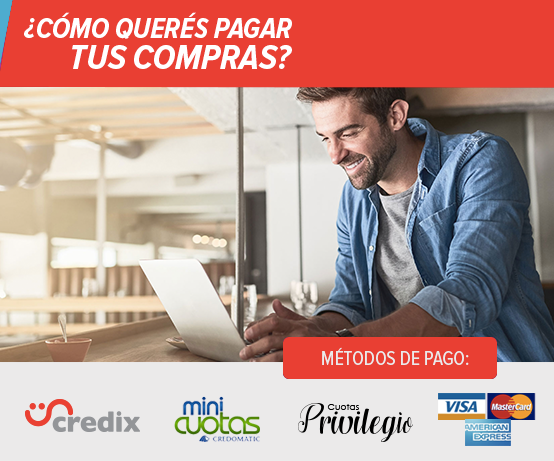 ¿CÓMO QUERÉS PAGAR
TUS COMPRAS?
MÉTODOS DE PAGO:
credix
mini
cuotas
CREDOMATIC
Cuotas
Privilegio
VISA
MasterCard
AMERICAN
EXPRESS